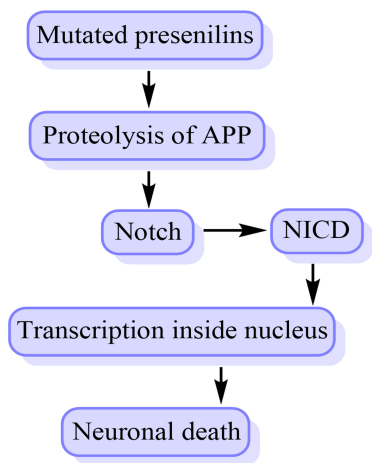 Mutated presenilins
Proteolysis of APP
Notch
NICD
Transcription inside nucleus
Neuronal death